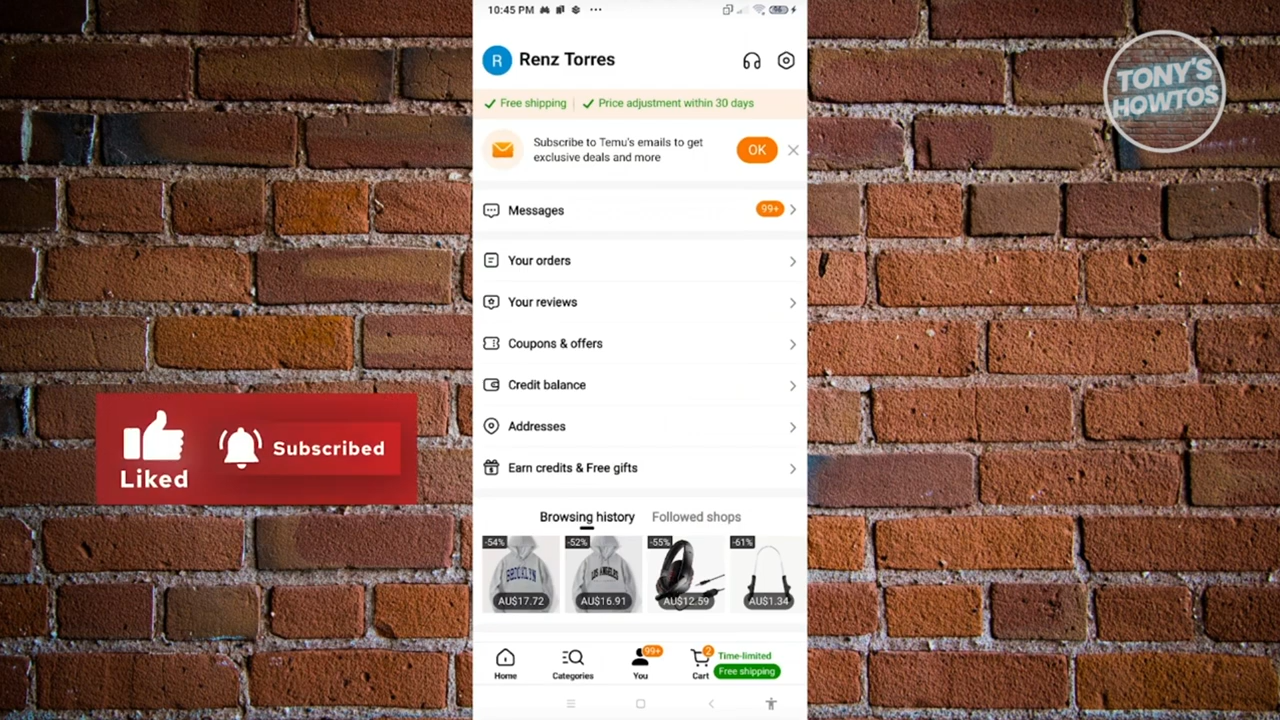 10:45 PM
Renz Torres
R
TONY'S
HOWTOS
Free shipping
Price adjustment within 30 days
Subscribe to Temu's emails to get
exclusive deals and more
OK
Messages
99+
Your orders
Your reviews
Coupons & offers
Credit balance
Addresses
Earn credits & Free gifts
Liked
Subscribed
Browsing history
Followed shops
-54%
-52%
-55%
-61%
BROOKLYN
LOS ANGELES
AU$17.72
AU$16.91
AU$12.59
AU$1.34
99+
2
Time-limited
Free shipping
Home
Categories
You
Cart